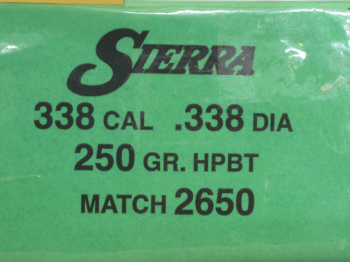 SIERRA
338 CAL .338 DIA
250 GR. HPBT
MATCH 2650